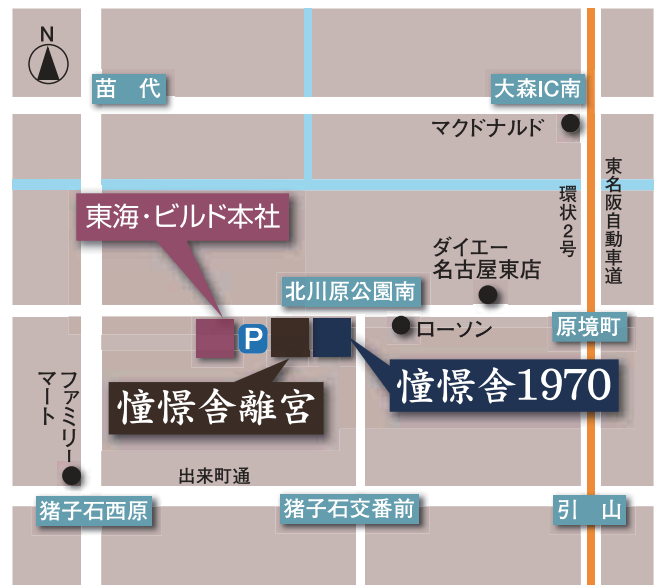 N
苗 代
大森IC南
マクドナルド
東名阪自動車道
環状2号
東海・ビルド本社
ダイエー
名古屋東店
北川原公園南
P
ローソン
原境町
憧憬舎離宮
憧憬舎1970
ファミリー
マート
出来町通
猪子石西原
猪子石交番前
引 山